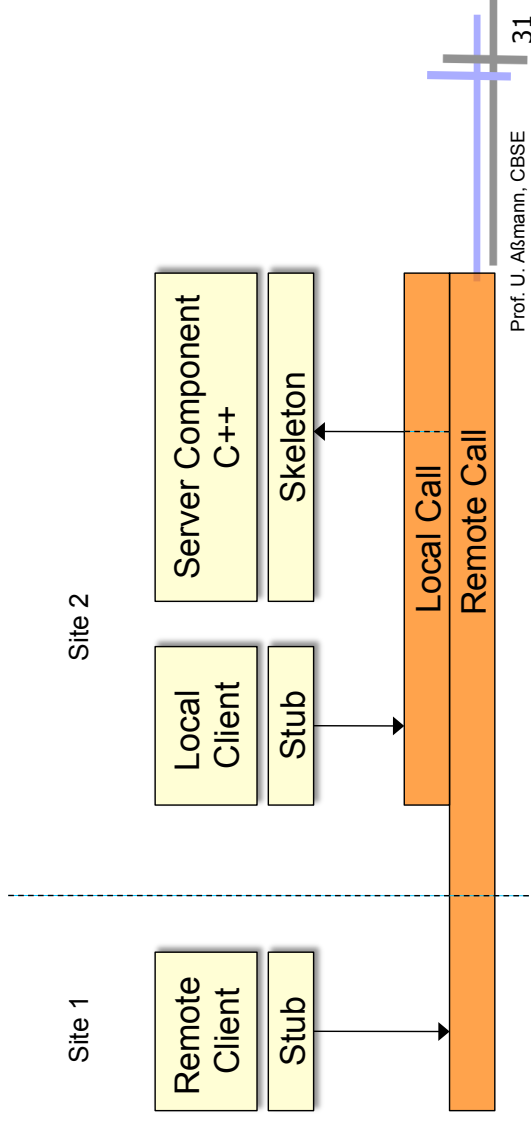 Site 1
Site 2
Remote
Client
Stub
Local
Client
Stub
Server Component
C++
Skeleton
Local Call
Remote Call
Prof. U. Aßmann, CBSE
31